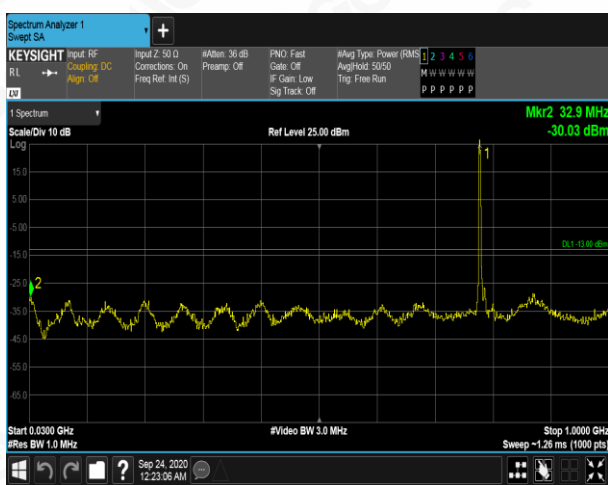 Spectrum Analyzer 1
Swept SA
KEYSIGHT Input: RF Input Z: 50 Ω #Atten: 36 dB PNO: Fast #Avg Type: Power (RMS 1 2 3 4 5 6
RL Coupling: DC Corrections: On Preamp: Off Gate: Off Avg|Hold: 50/50 M W W W W W
Align: Off Freq Ref: Int (S) IF Gain: Low Trig: Free Run
Sig Track: Off P P P P P P
1 Spectrum
Mkr2 32.9 MHz
Scale/Div 10 dB Ref Level 25.00 dBm -30.03 dBm
Log
1
15.0
5.00
-5.00
DL1 -13.00 dBm
-15.0
-25.0
2
-35.0
-45.0
-55.0
-65.0
Start 0.0300 GHz #Video BW 3.0 MHz Stop 1.0000 GHz
#Res BW 1.0 MHz Sweep ~1.26 ms (1000 pts)
?
Sep 24, 2020
12:23:06 AM